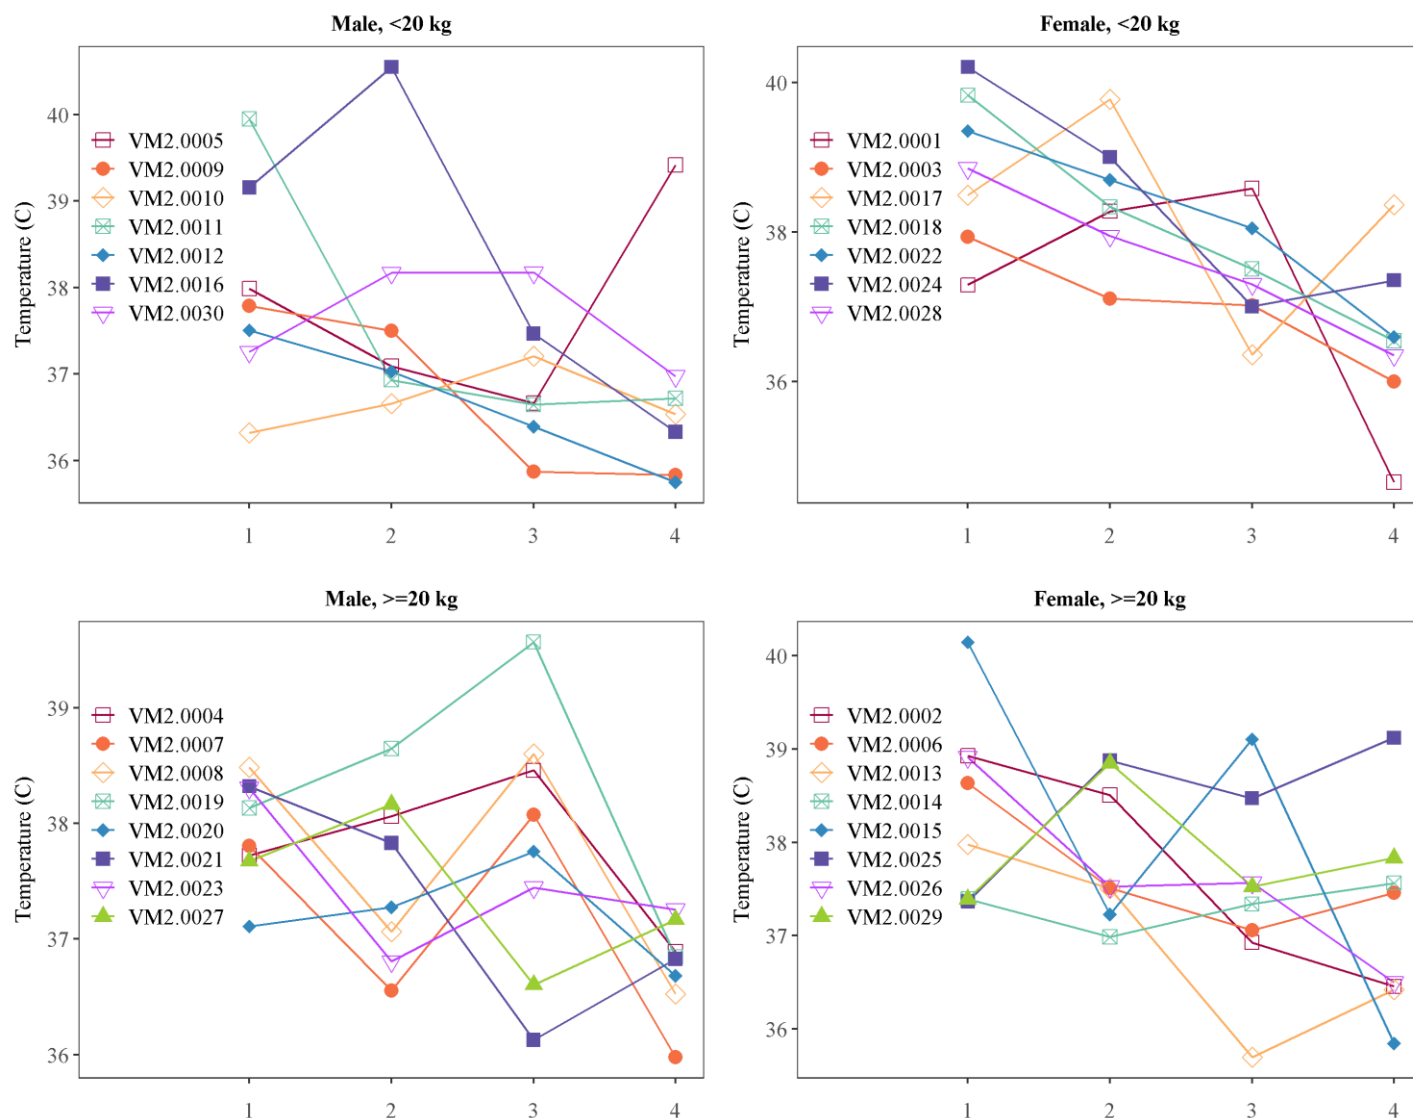 Male, <20 kg
Temperature (C)
40
39
38
37
36
VM2.0005
VM2.0009
VM2.0010
VM2.0011
VM2.0012
VM2.0016
VM2.0030
1 2 3 4
Female, <20 kg
Temperature (C)
40
38
36
VM2.0001
VM2.0003
VM2.0017
VM2.0018
VM2.0022
VM2.0024
VM2.0028
1 2 3 4
Male, >=20 kg
Temperature (C)
39
38
37
36
VM2.0004
VM2.0007
VM2.0008
VM2.0019
VM2.0020
VM2.0021
VM2.0023
VM2.0027
1 2 3 4
Female, >=20 kg
Temperature (C)
40
39
38
37
36
VM2.0002
VM2.0006
VM2.0013
VM2.0014
VM2.0015
VM2.0025
VM2.0026
VM2.0029
1 2 3 4